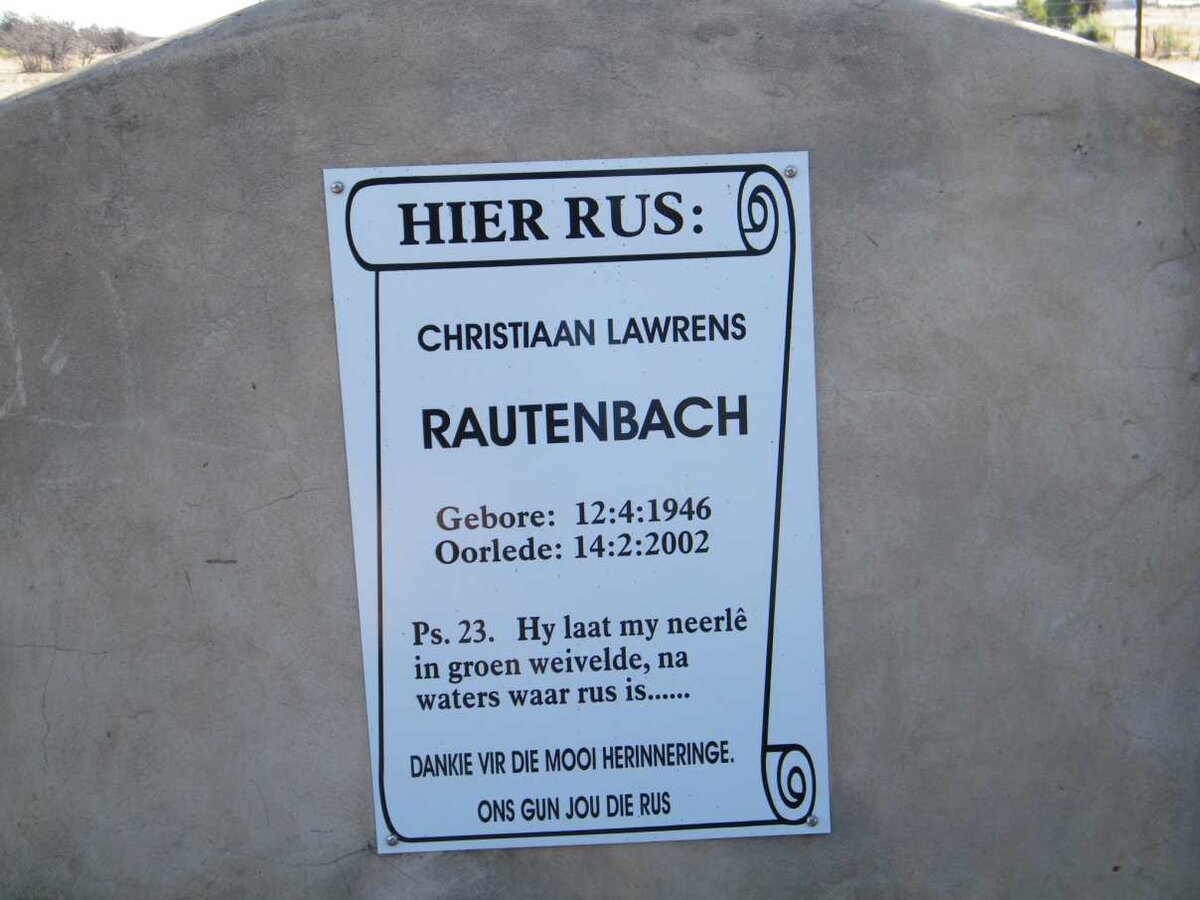 HIER RUS:
CHRISTIAAN LAWRENS
RAUTENBACH
Gebore: 12:4:1946
Oorlede: 14:2:2002
Ps. 23. Hy laat my neerlê
in groen weivelde, na
waters waar rus is......
DANKIE VIR DIE MOOI HERINNERINGE.
ONS GUN JOU DIE RUS